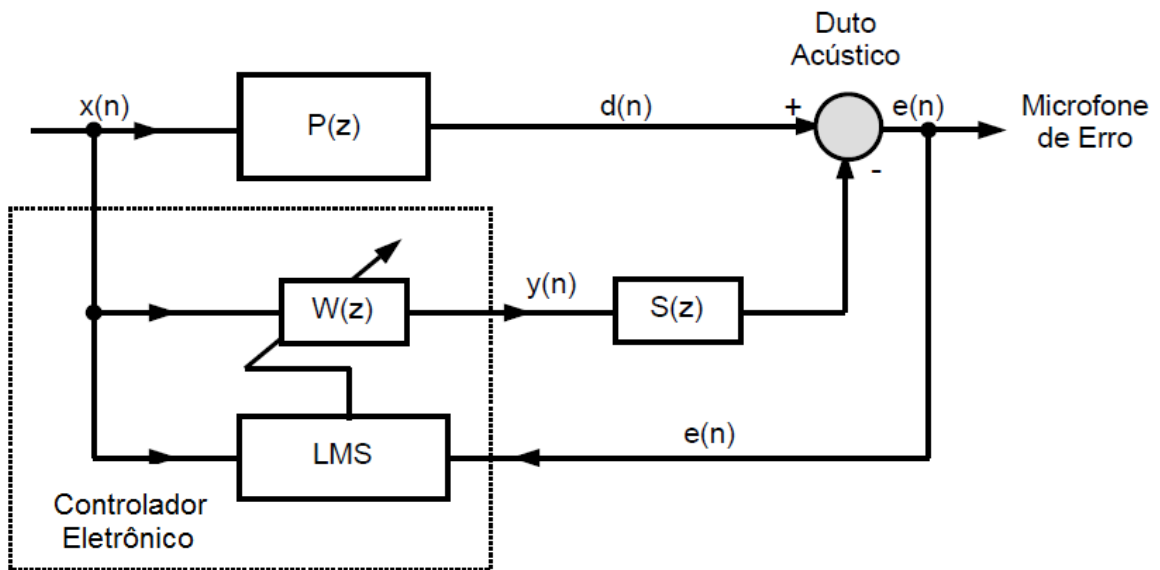 Duto
Acústico
x(n)
P(z)
d(n)
+
e(n)
Microfone
de Erro
-
W(z)
y(n)
S(z)
LMS
e(n)
Controlador
Eletrônico